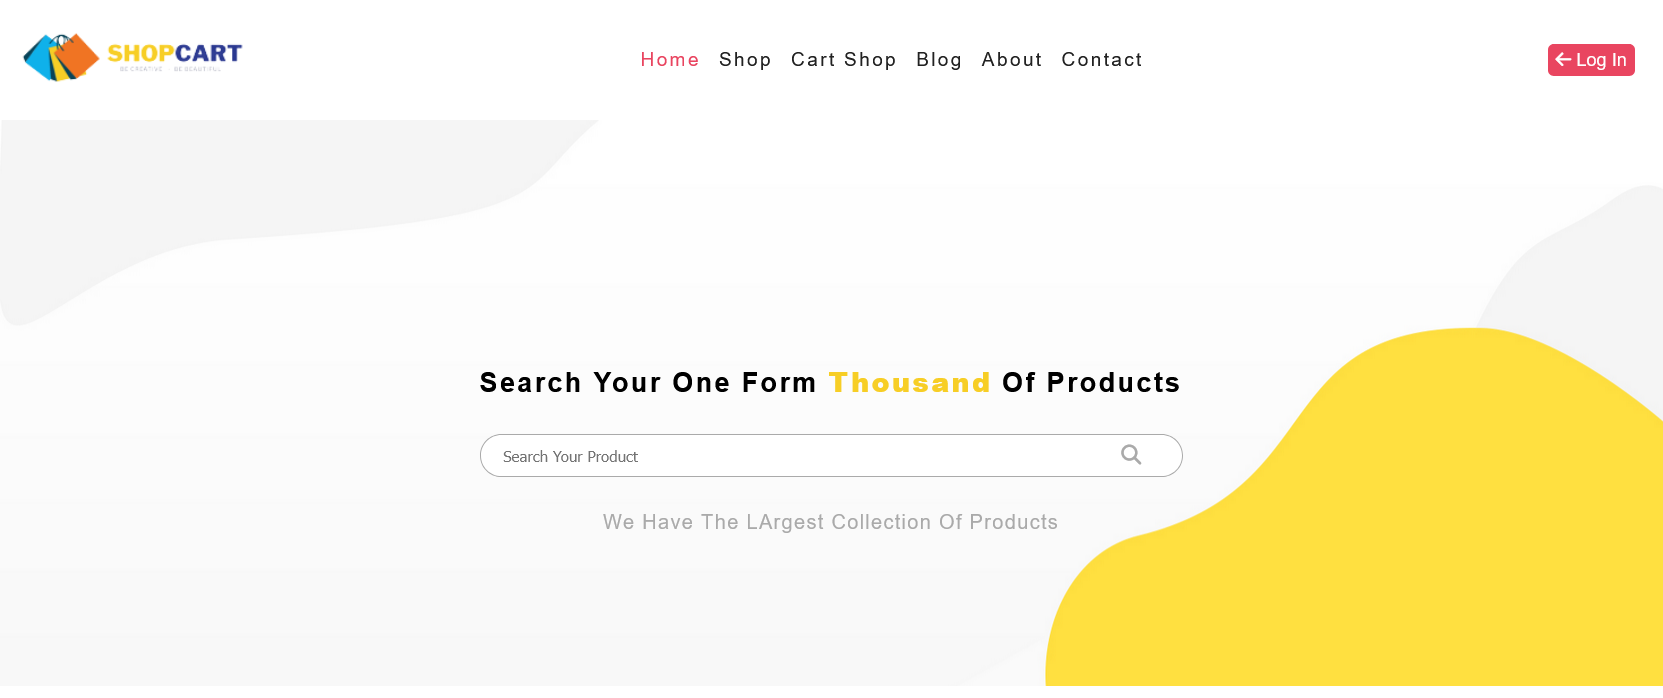 SHOPCART
BE CREATIVE BE BEAUTIFUL
Home Shop Cart Shop Blog About Contact
Log In
Search Your One Form Thousand Of Products
Search Your Product
We Have The LArgest Collection Of Products